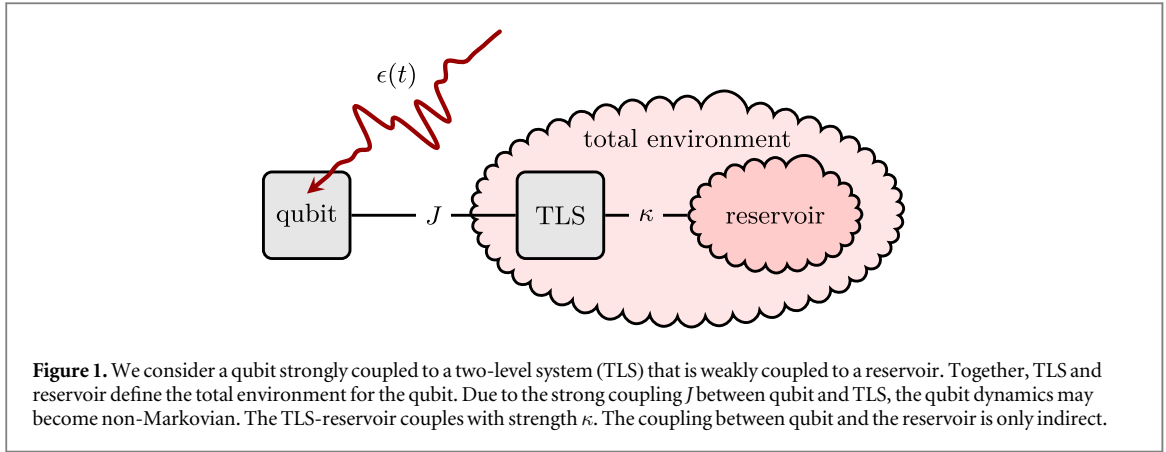 ϵ(t)
total environment
qubit
J
TLS
κ
reservoir
Figure 1. We consider a qubit strongly coupled to a two-level system (TLS) that is weakly coupled to a reservoir. Together, TLS and
reservoir define the total environment for the qubit. Due to the strong coupling J between qubit and TLS, the qubit dynamics may
become non-Markovian. The TLS-reservoir couples with strength κ. The coupling between qubit and the reservoir is only indirect.